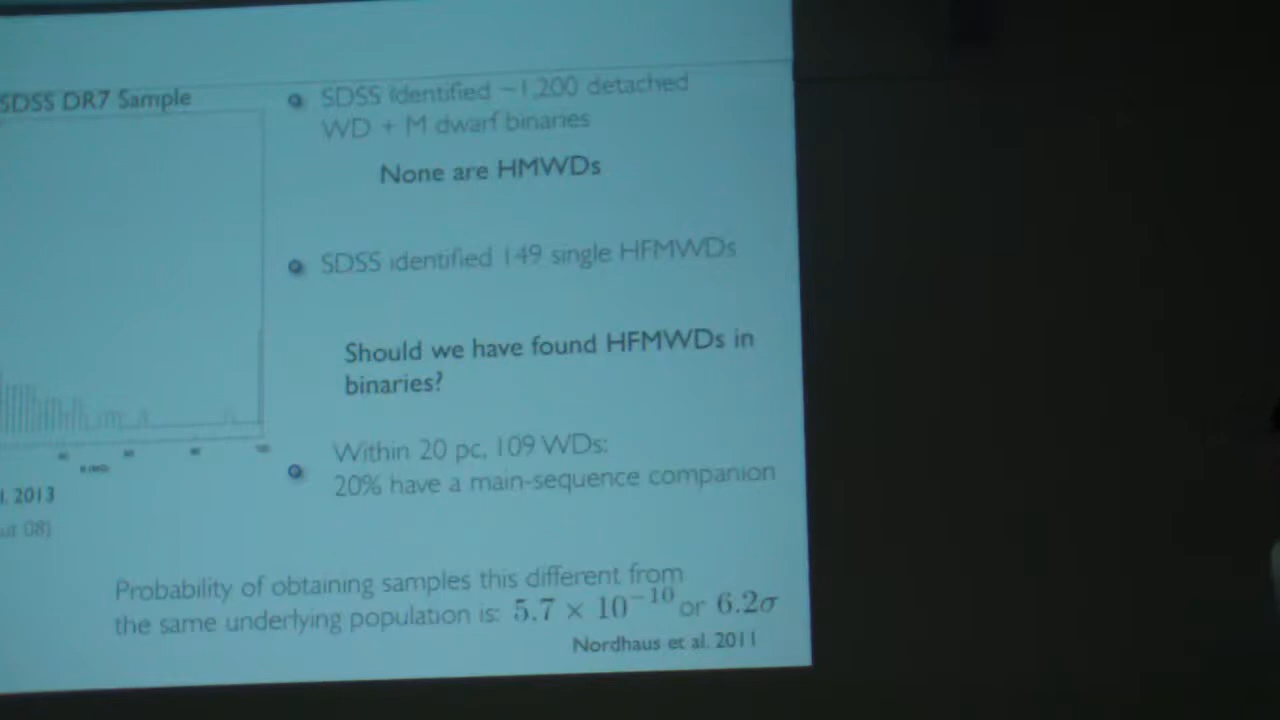 SDSS DR7 Sample
SDSS identified ~1,200 detached
WD + M dwarf binaries
None are HMWDs
SDSS identified 149 single HFMWDs
Should we have found HFMWDs in
binaries?
Within 20 pc, 109 WDs:
20% have a main-sequence companion
l. 2013
08)
Probability of obtaining samples this different from
the same underlying population is: 5.7 × 10⁻¹⁰ or 6.2σ
Nordhaus et al. 2011